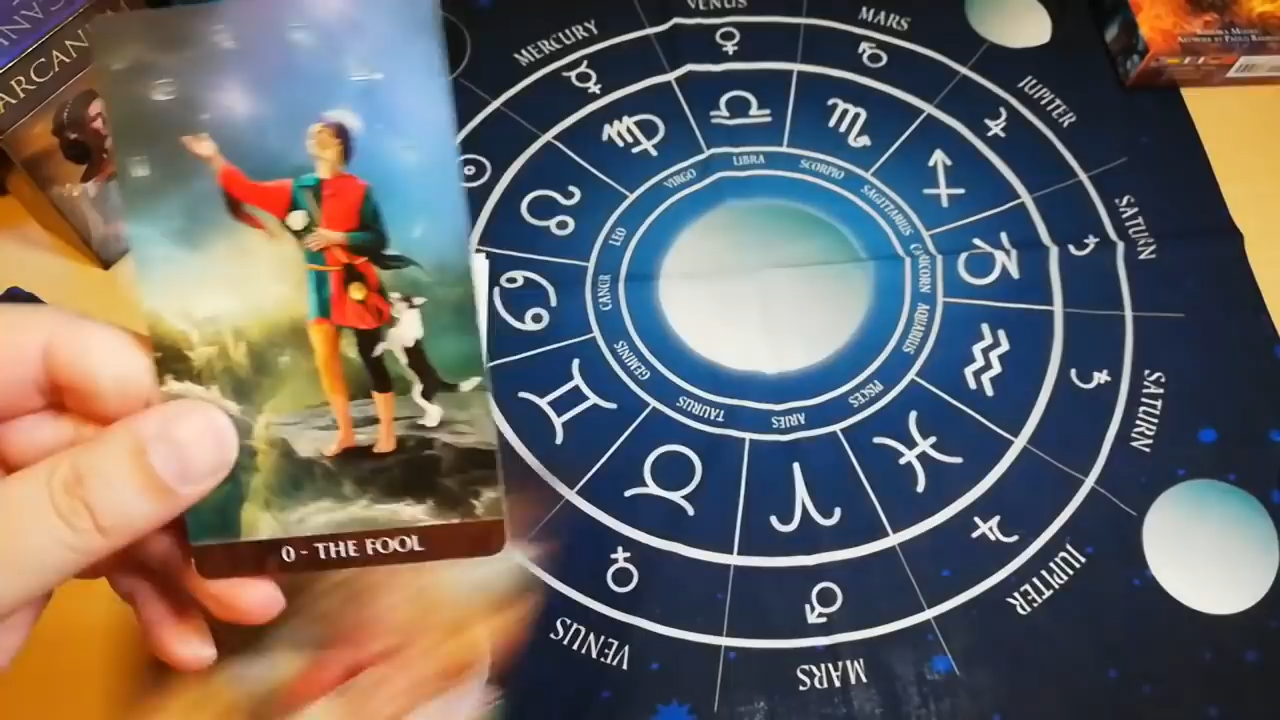 ARCAN
0 - THE FOOL
MERCURY
VENUS
MARS
JUPITER
SATURN
SATURN
JUPITER
MARS
VENUS
VIRGO
LIBRA
SCORPIO
SAGITTARIUS
CAPRICORN
AQUARIUS
PISCES
ARIES
TAURUS
GEMINIS
CANCER
LEO